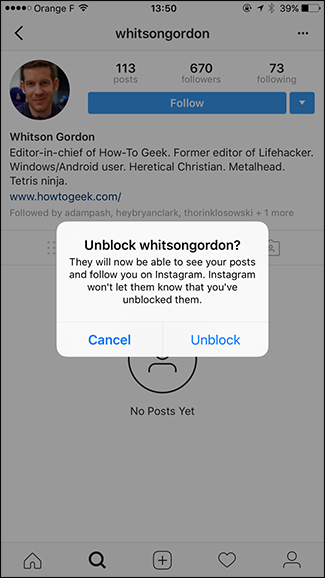 Orange F 13:50 39%
whitsongordon
113 670 73
posts followers following
Follow
Whitson Gordon
Editor-in-chief of How-To Geek. Former editor of Lifehacker.
Windows/Android user. Heretical Christian. Metalhead.
Tetris ninja.
www.howtogeek.com/
Followed by adampash, heybryanclark, thorinklosowski + 1 more
Unblock whitsongordon?
They will now be able to see your posts
and follow you on Instagram. Instagram
won't let them know that you've
unblocked them.
Cancel Unblock
No Posts Yet